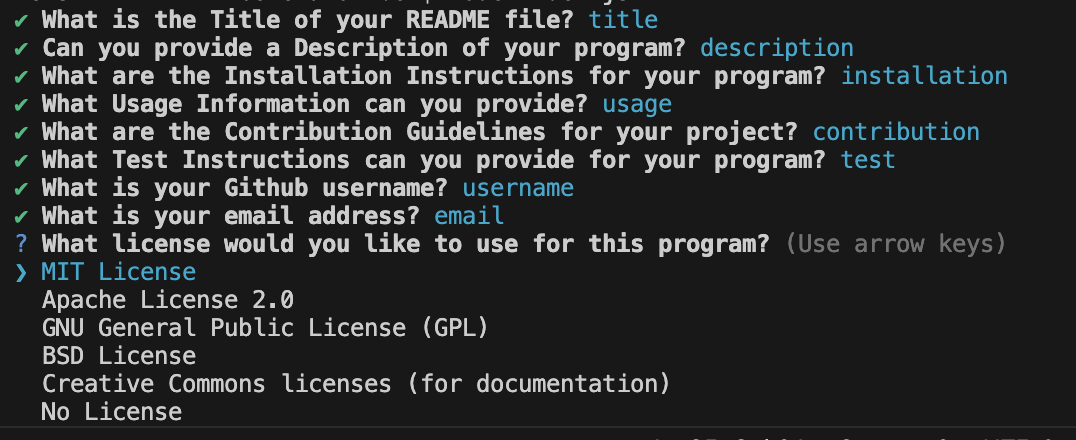 ✔ What is the Title of your README file? title
✔ Can you provide a Description of your program? description
✔ What are the Installation Instructions for your program? installation
✔ What Usage Information can you provide? usage
✔ What are the Contribution Guidelines for your project? contribution
✔ What Test Instructions can you provide for your program? test
✔ What is your Github username? username
✔ What is your email address? email
? What license would you like to use for this program? (Use arrow keys)
❯ MIT License
Apache License 2.0
GNU General Public License (GPL)
BSD License
Creative Commons licenses (for documentation)
No License